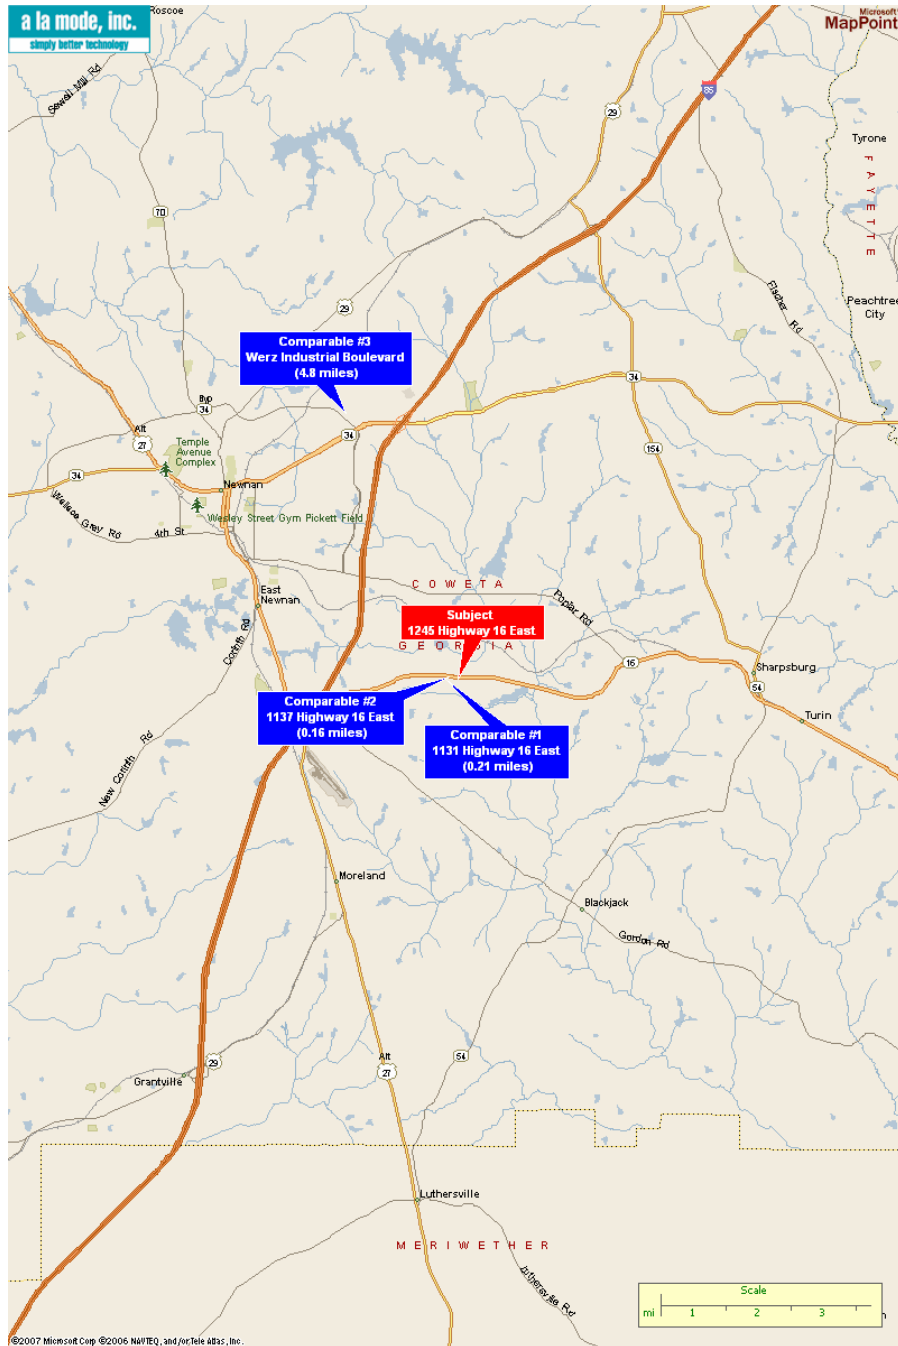 a la mode, inc.
simply better technology
Roscoe
Microsoft
MapPoint
Sewell Mill Rd
85
29
Tyrone
FAYETTE
70
Fischer Rd
Peachtree
City
29
Comparable #3
Werz Industrial Boulevard
(4.8 miles)
34
Byp
34
Alt
27
34
34
154
Temple
Avenue
Complex
34
Newnan
Wallace Gray Rd
4th St
Wesley Street Gym Pickett Field
COWETA
East
Newnan
Poplar Rd
Subject
1245 Highway 16 East
Corinth Rd
GEORGIA
16
Sharpsburg
54
Comparable #2
1137 Highway 16 East
(0.16 miles)
Turin
Comparable #1
1131 Highway 16 East
(0.21 miles)
New Corinth Rd
Moreland
Blackjack
Gordon Rd
54
Alt
27
29
Grantville
Luthersville
MERIWETHER
Luthersville Rd
Scale
mi 1 2 3
©2007 Microsoft Corp ©2006 NAVTEQ, and/or Tele Atlas, Inc.